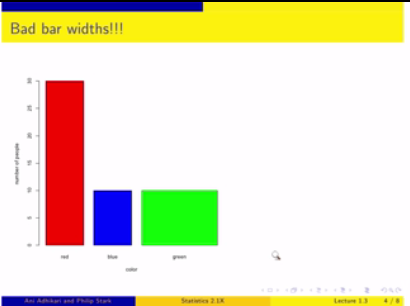 Bad bar widths!!!
number of people
30
25
20
15
10
5
0
red blue green
color
Ani Adhikari and Philip Stark Statistics 2.1X Lecture 1.3 4 / 8